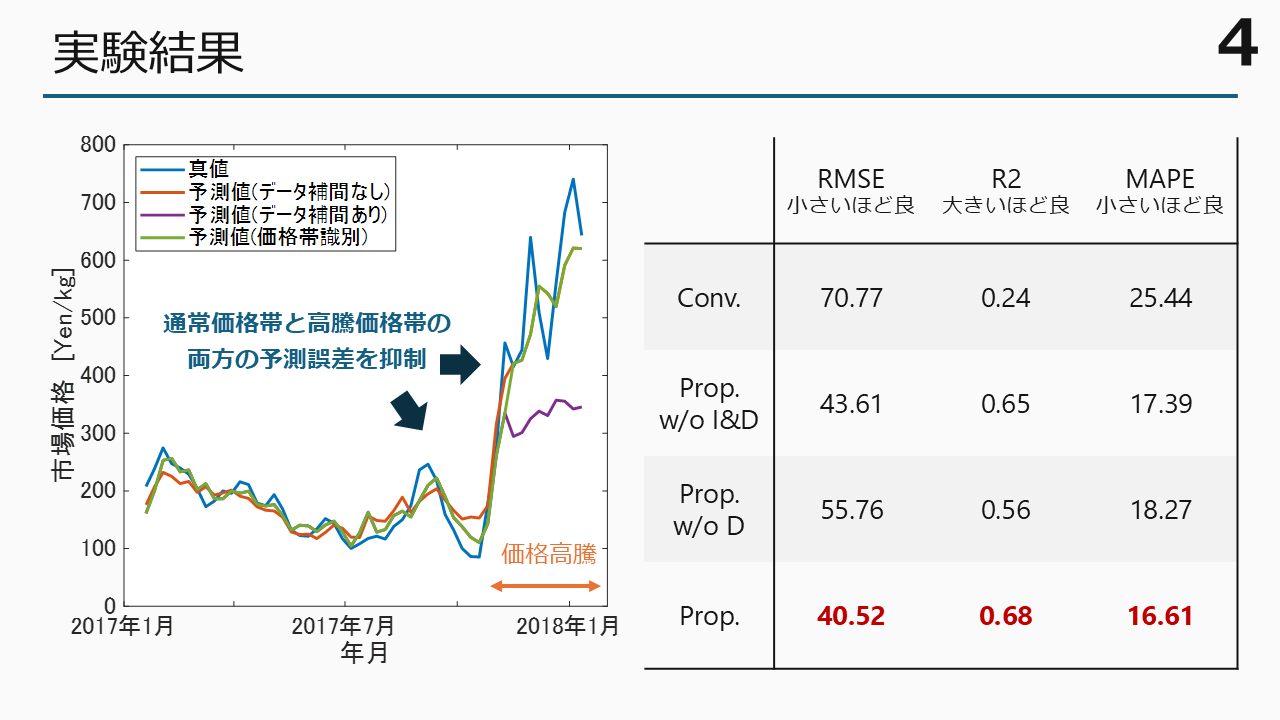 実験結果
4
800
700
600
500
400
300
200
100
0
市場価格 [Yen/kg]
真値
予測値(データ補間なし)
予測値(データ補間あり)
予測値(価格帯識別)
通常価格帯と高騰価格帯の
両方の予測誤差を抑制
価格高騰
2017年1月
2017年7月
2018年1月
年月
RMSE R2 MAPE
小さいほど良 大きいほど良 小さいほど良
Conv. 70.77 0.24 25.44
Prop.
w/o I&D 43.61 0.65 17.39
Prop.
w/o D 55.76 0.56 18.27
Prop. 40.52 0.68 16.61